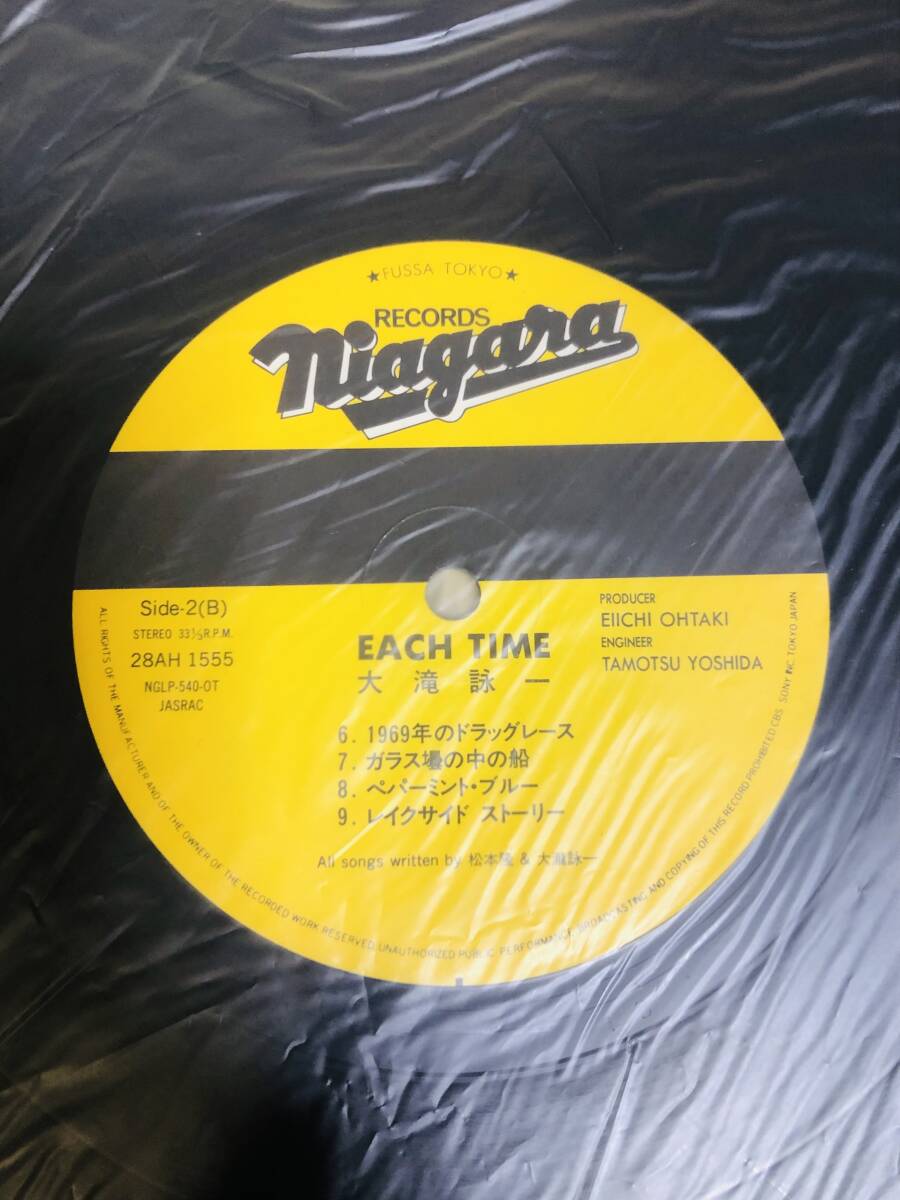 ★FUSSA TOKYO★
RECORDS
Niagara
Side-2(B)
STEREO 33⅓R.P.M.
28AH 1555
NGLP-540-OT
JASRAC
EACH TIME
大滝詠一
PRODUCER
EIICHI OHTAKI
ENGINEER
TAMOTSU YOSHIDA
6. 1969年のドラッグレース
7. ガラス壜の中の船
8. ペパーミント・ブルー
9. レイクサイド ストーリー
All songs written by 松本隆 & 大瀧詠一
ALL RIGHTS OF THE MANUFACTURER AND OF THE OWNER OF THE RECORDED WORK RESERVED. UNAUTHORIZED PUBLIC PERFORMANCE, BROADCASTING AND COPYING OF THIS RECORD PROHIBITED CBS SONY INC. TOKYO JAPAN